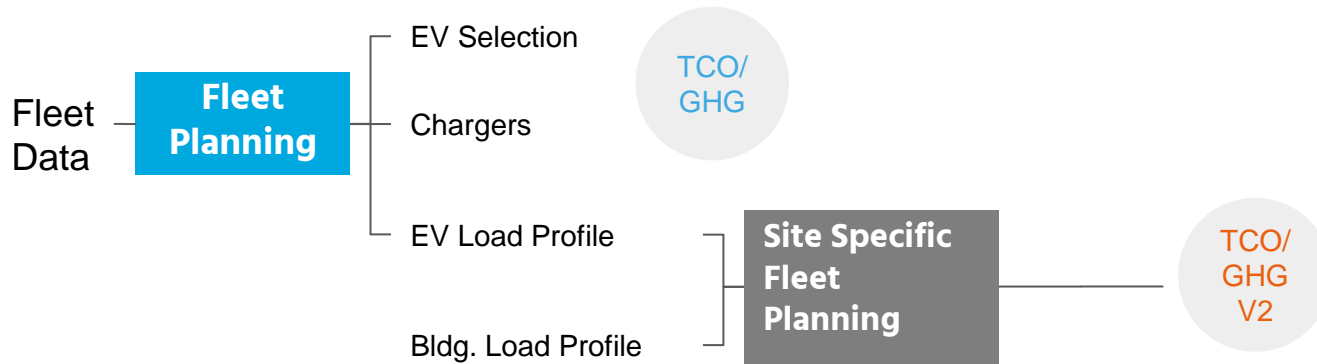 Fleet
Data
Fleet
Planning
EV Selection
Chargers
EV Load Profile
Bldg. Load Profile
TCO/
GHG
Site Specific
Fleet
Planning
TCO/
GHG
V2